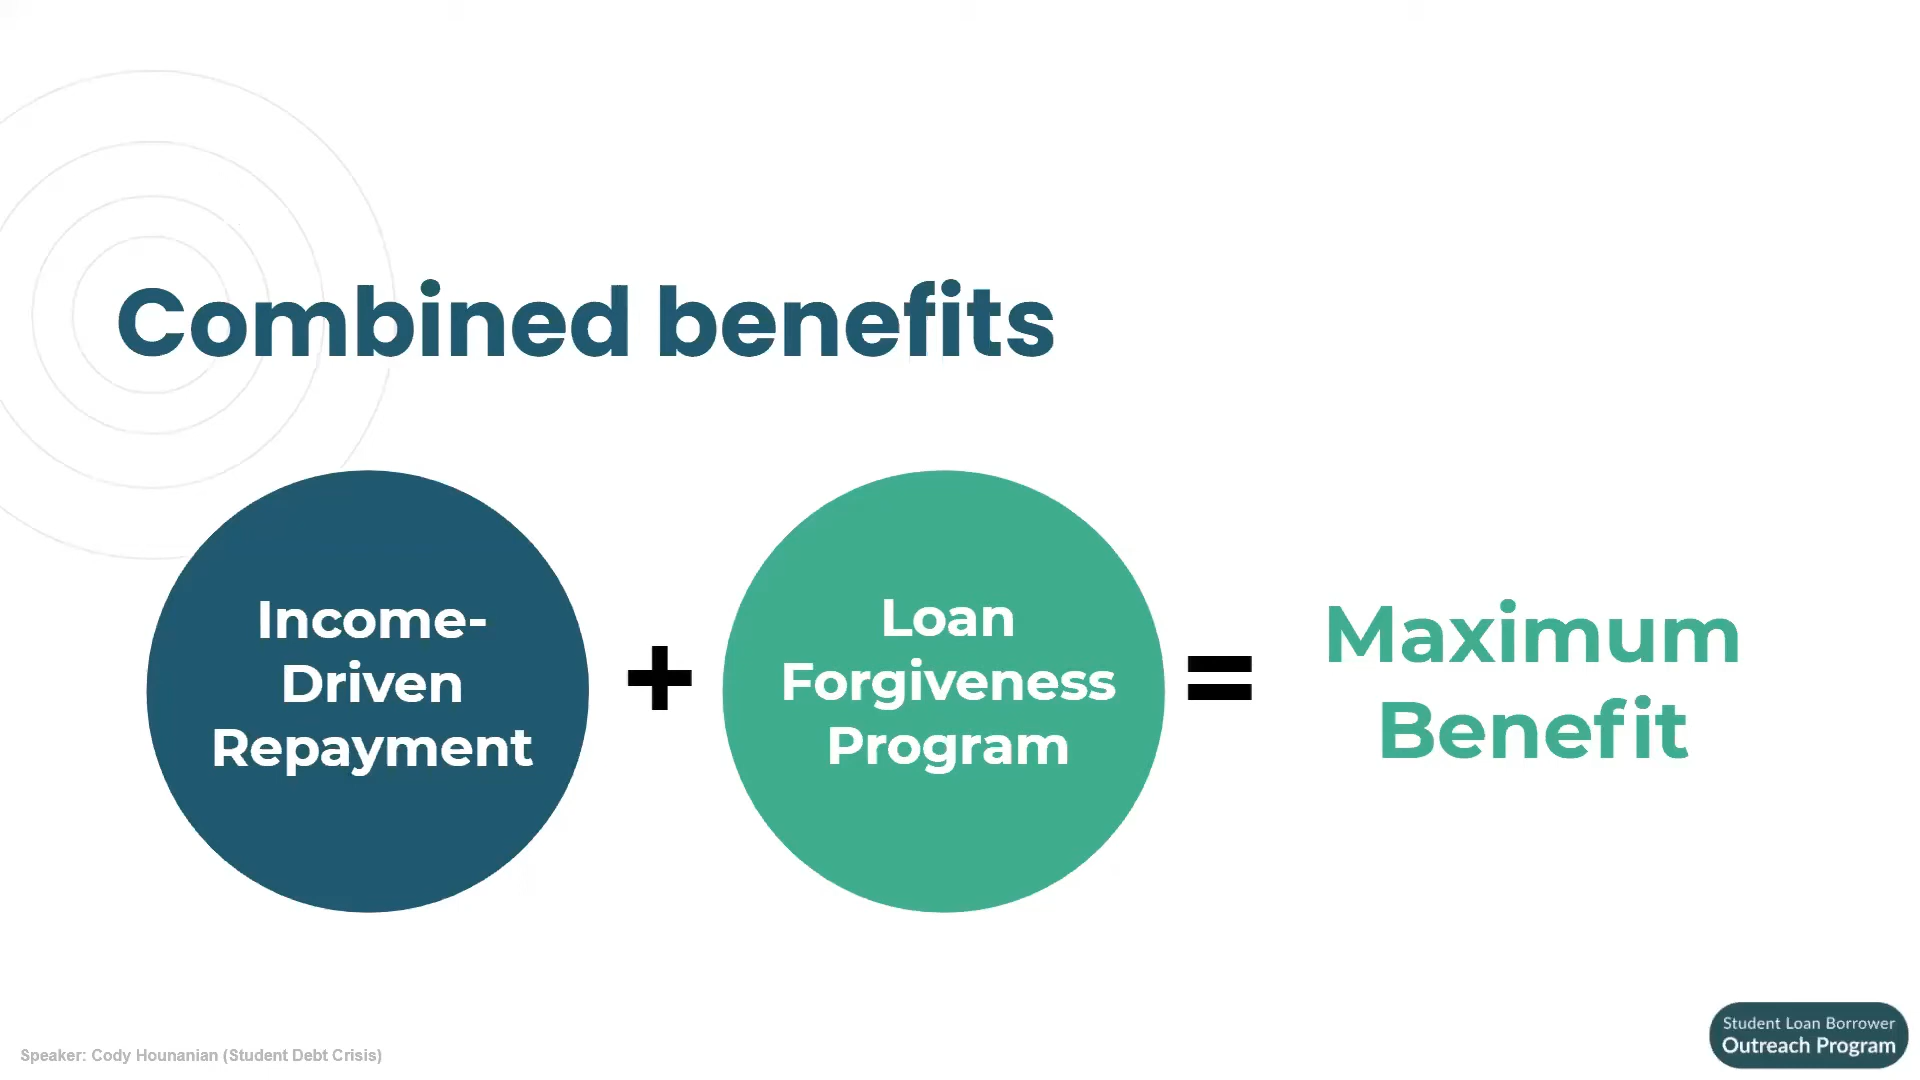 Combined benefits
Income-
Driven
Repayment
+
Loan
Forgiveness
Program
=
Maximum
Benefit
Speaker: Cody Hounanian (Student Debt Crisis)
Student Loan Borrower
Outreach Program